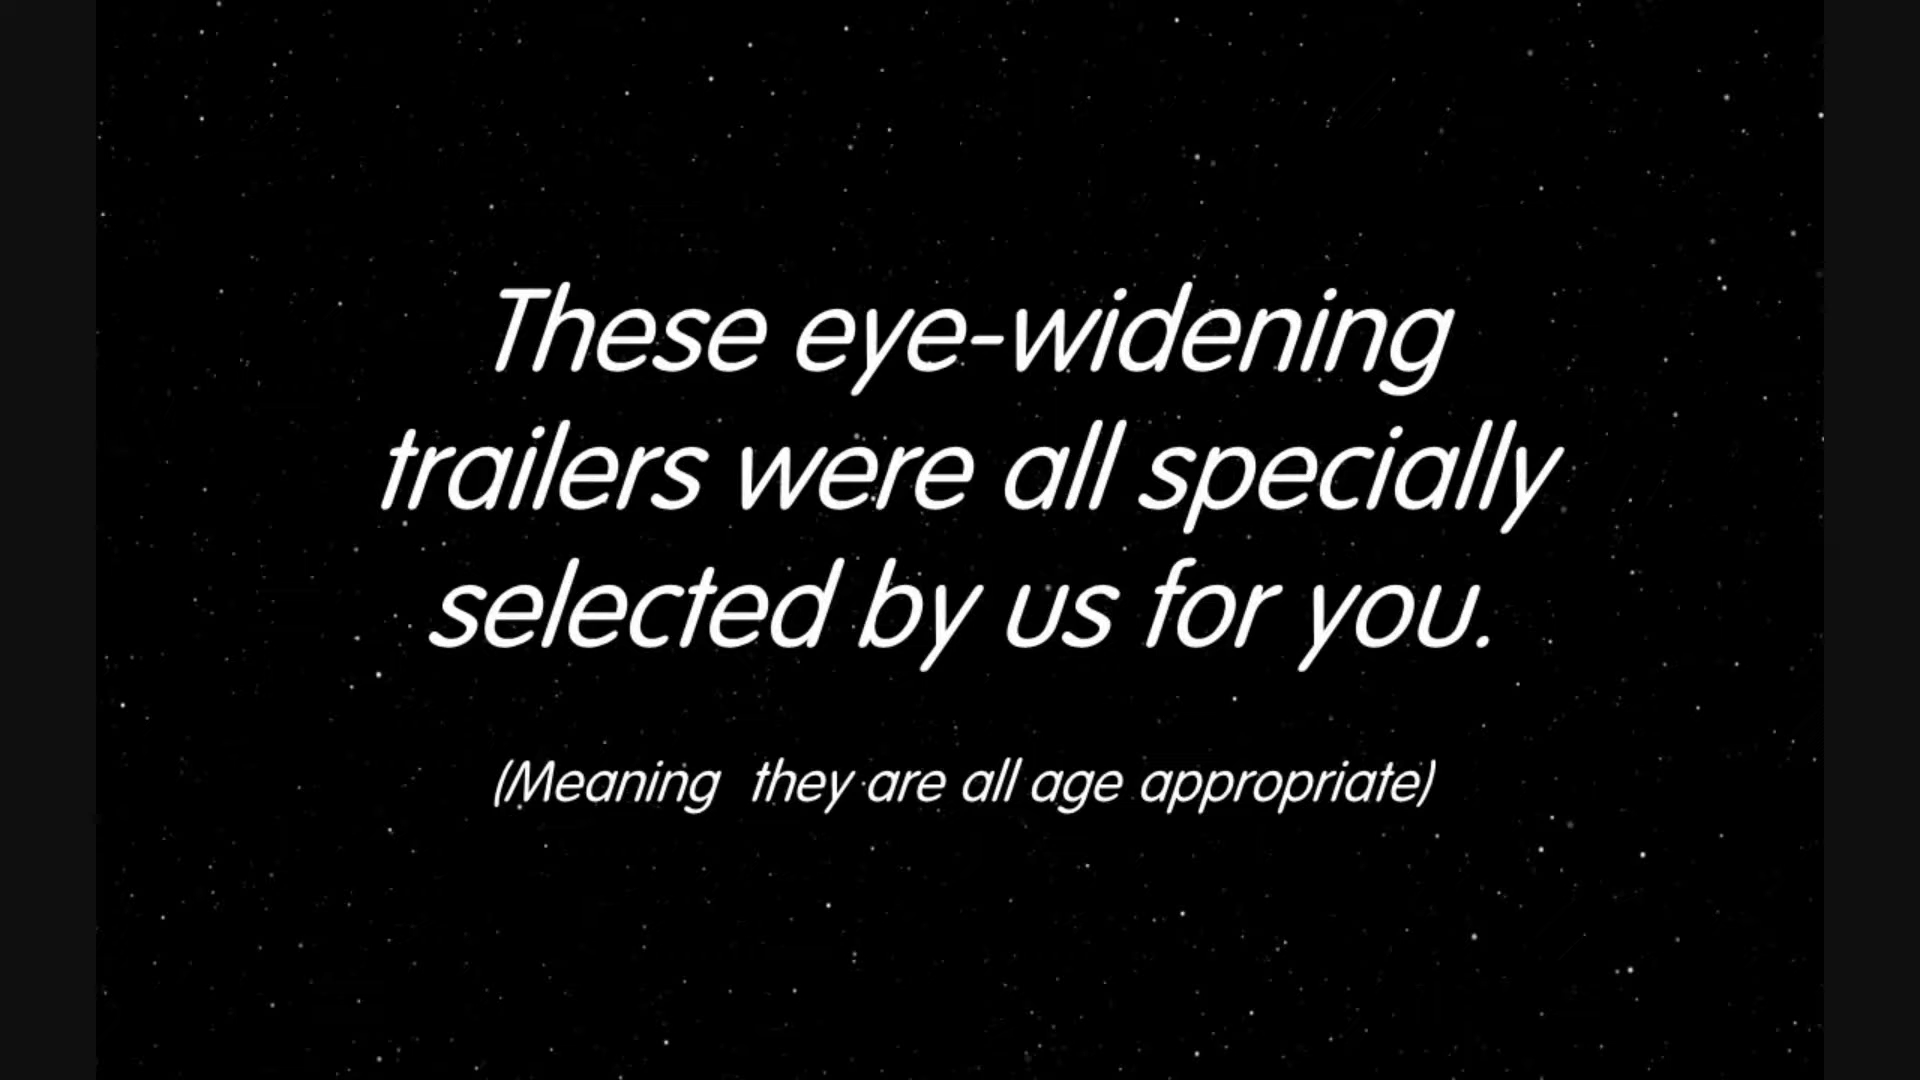 These eye-widening
trailers were all specially
selected by us for you.
(Meaning  they are all age appropriate)